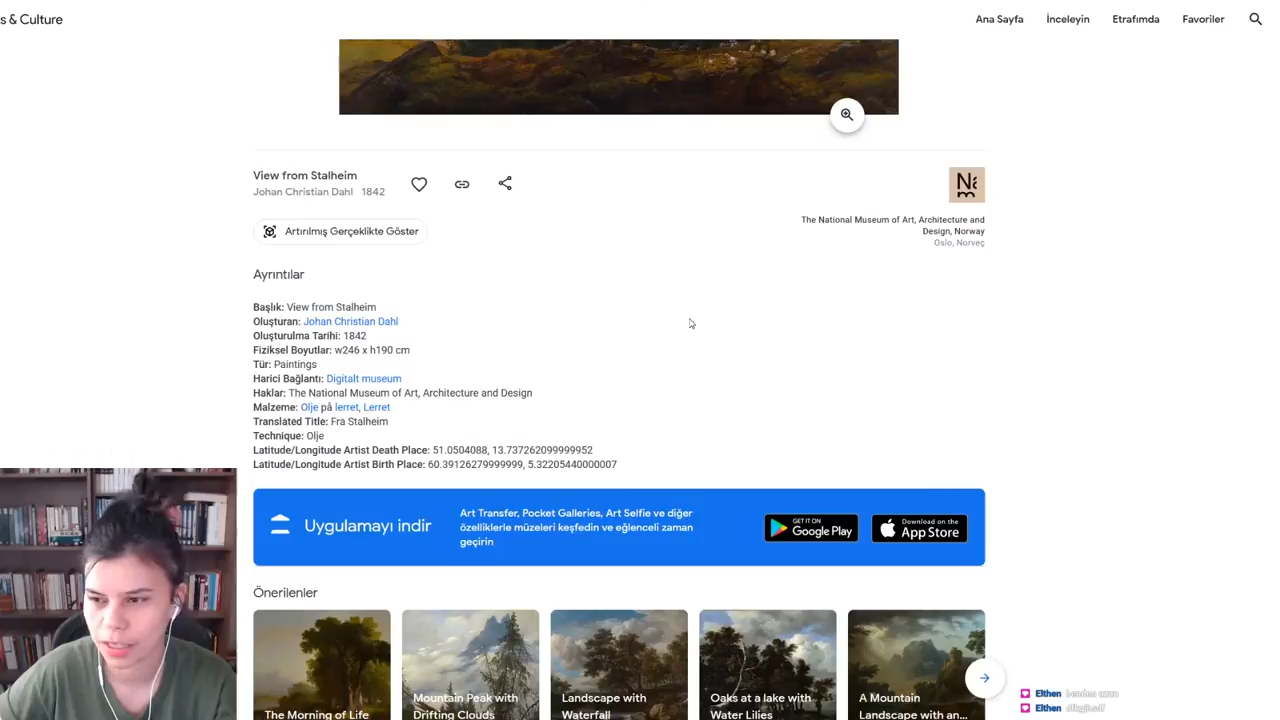 s & Culture
Ana Sayfa İnceleyin Etrafımda Favoriler
View from Stalheim
Johan Christian Dahl 1842
Artırılmış Gerçeklikte Göster
The National Museum of Art, Architecture and
Design, Norway
Oslo, Norveç
Ayrıntılar
Başlık: View from Stalheim
Oluşturan: Johan Christian Dahl
Oluşturulma Tarihi: 1842
Fiziksel Boyutlar: w246 x h190 cm
Tür: Paintings
Harici Bağlantı: Digitalt museum
Haklar: The National Museum of Art, Architecture and Design
Malzeme: Olje på lerret, Lerret
Translated Title: Fra Stalheim
Technique: Olje
Latitude/Longitude Artist Death Place: 51.0504088, 13.737262099999952
Latitude/Longitude Artist Birth Place: 60.39126279999999, 5.32205440000007
Uygulamayı indir
Art Transfer, Pocket Galleries, Art Selfie ve diğer
özelliklerle müzeleri keşfedin ve eğlenceli zaman
geçirin
GET IT ON
Google Play
Download on the
App Store
Önerilenler
The Morning of Life
Mountain Peak with
Drifting Clouds
Landscape with
Waterfall
Oaks at a lake with
Water Lilies
A Mountain
Landscape with an...
Elthen benden uzun
Elthen